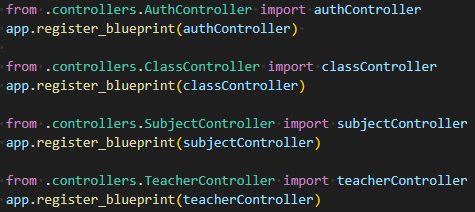 from .controllers.AuthController import authController
app.register_blueprint(authController)
from .controllers.ClassController import classController
app.register_blueprint(classController)
from .controllers.SubjectController import subjectController
app.register_blueprint(subjectController)
from .controllers.TeacherController import teacherController
app.register_blueprint(teacherController)